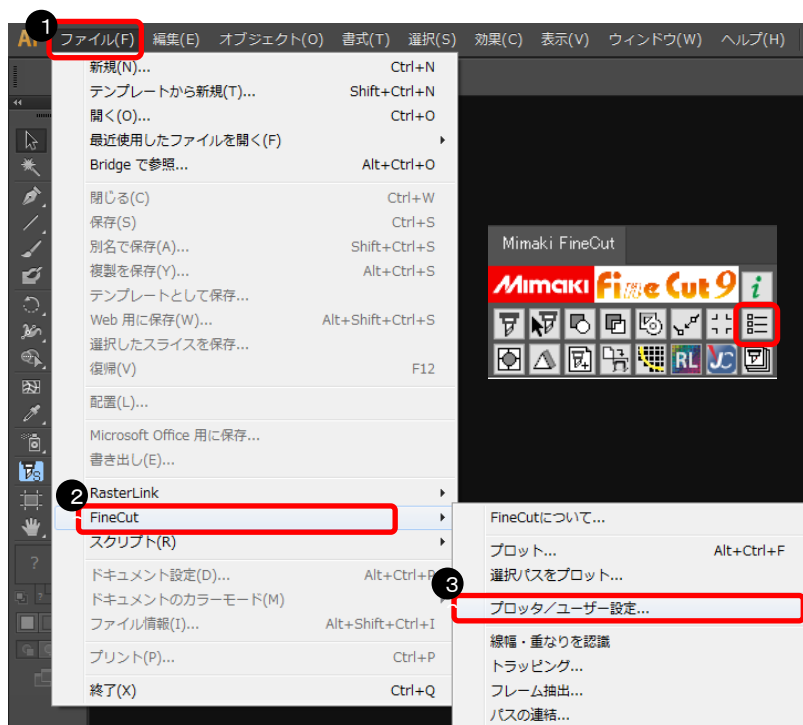 1
Ai ファイル(F) 編集(E) オブジェクト(O) 書式(T) 選択(S) 効果(C) 表示(V) ウィンドウ(W) ヘルプ(H)
新規(N)... Ctrl+N
テンプレートから新規(T)... Shift+Ctrl+N
開く(O)... Ctrl+O
最近使用したファイルを開く(F)
Bridge で参照... Alt+Ctrl+O
閉じる(C) Ctrl+W
保存(S) Ctrl+S
別名で保存(A)... Shift+Ctrl+S
複製を保存(Y)... Alt+Ctrl+S
テンプレートとして保存...
Web 用に保存(W)... Alt+Shift+Ctrl+S
選択したスライスを保存...
復帰(V) F12
配置(L)...
Microsoft Office 用に保存...
書き出し(E)...
RasterLink
2
FineCut
スクリプト(R)
ドキュメント設定(D)... Alt+Ctrl+P
ドキュメントのカラーモード(M)
ファイル情報(I)... Alt+Shift+Ctrl+I
プリント(P)... Ctrl+P
終了(X) Ctrl+Q
Mimaki FineCut
Mimaki Fine Cut 9 i
RL JC
FineCutについて...
プロット... Alt+Ctrl+F
選択パスをプロット...
3
プロッタ／ユーザー設定...
線幅・重なりを認識
トラッピング...
フレーム抽出...
パスの連結...